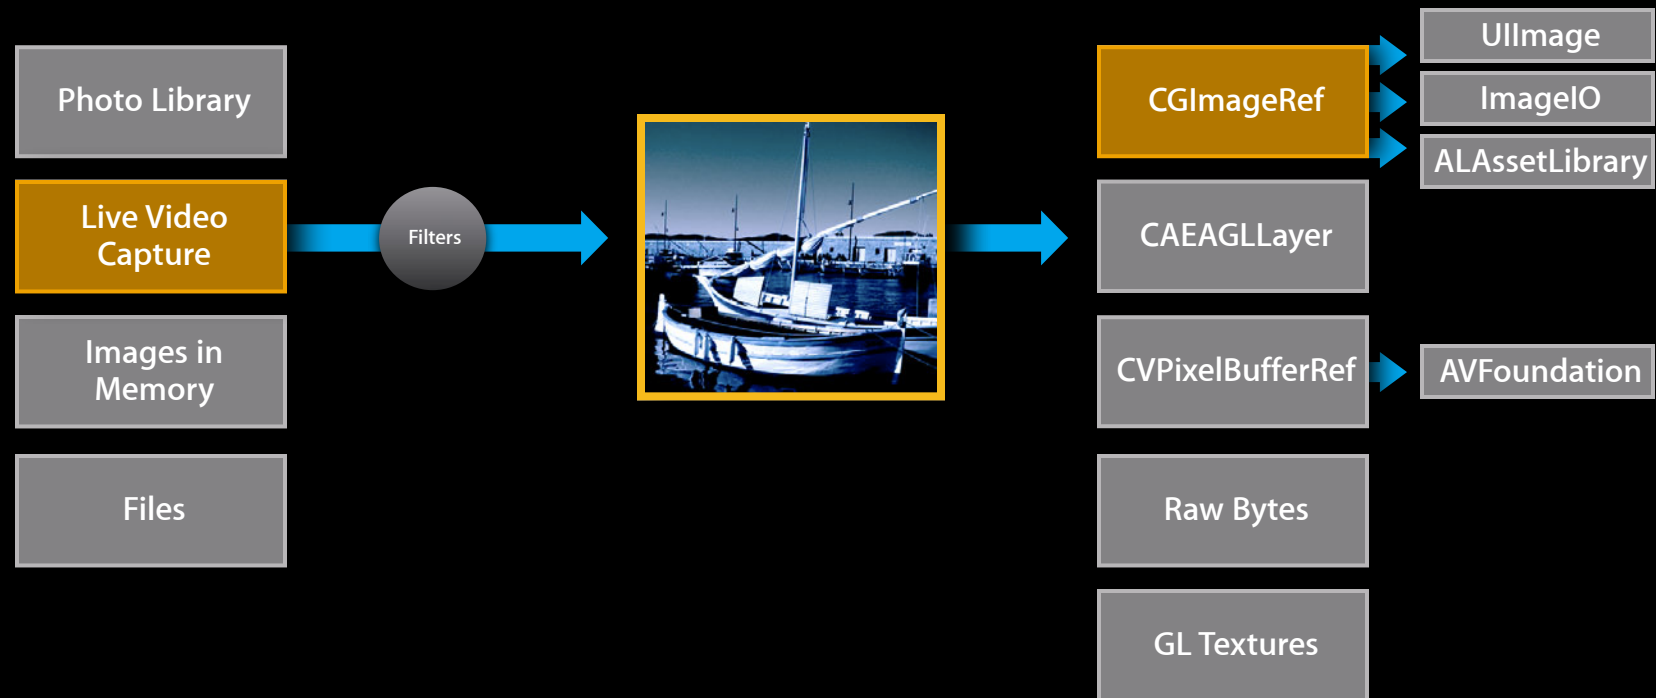 Photo Library
Live Video
Capture
Images in
Memory
Files
Filters
CGImageRef
CAEAGLLayer
CVPixelBufferRef
Raw Bytes
GL Textures
UIImage
ImageIO
ALAssetLibrary
AVFoundation